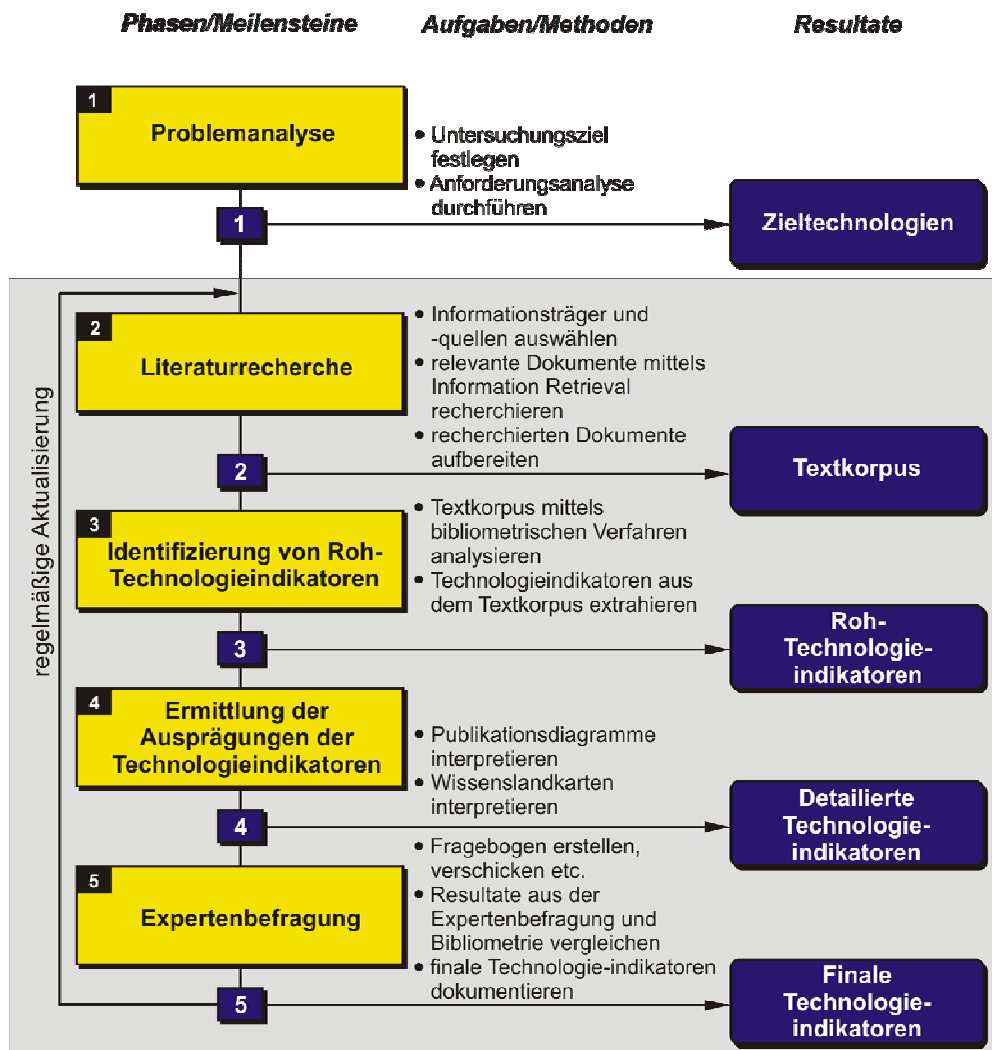 Phasen/Meilensteine Aufgaben/Methoden Resultate
1
Problemanalyse
• Untersuchungsziel
festlegen
• Anforderungsanalyse
durchführen
1
Zieltechnologien
regelmäßige Aktualisierung
2
Literaturrecherche
• Informationsträger und
-quellen auswählen
• relevante Dokumente mittels
Information Retrieval
recherchieren
• recherchierten Dokumente
aufbereiten
2
Textkorpus
3
Identifizierung von Roh-
Technologieindikatoren
• Textkorpus mittels
bibliometrischen Verfahren
analysieren
• Technologieindikatoren aus
dem Textkorpus extrahieren
3
Roh-
Technologie-
indikatoren
4
Ermittlung der
Ausprägungen der
Technologieindikatoren
• Publikationsdiagramme
interpretieren
• Wissenslandkarten
interpretieren
4
Detailierte
Technologie-
indikatoren
5
Expertenbefragung
• Fragebogen erstellen,
verschicken etc.
• Resultate aus der
Expertenbefragung und
Bibliometrie vergleichen
• finale Technologie-indikatoren
dokumentieren
5
Finale
Technologie-
indikatoren